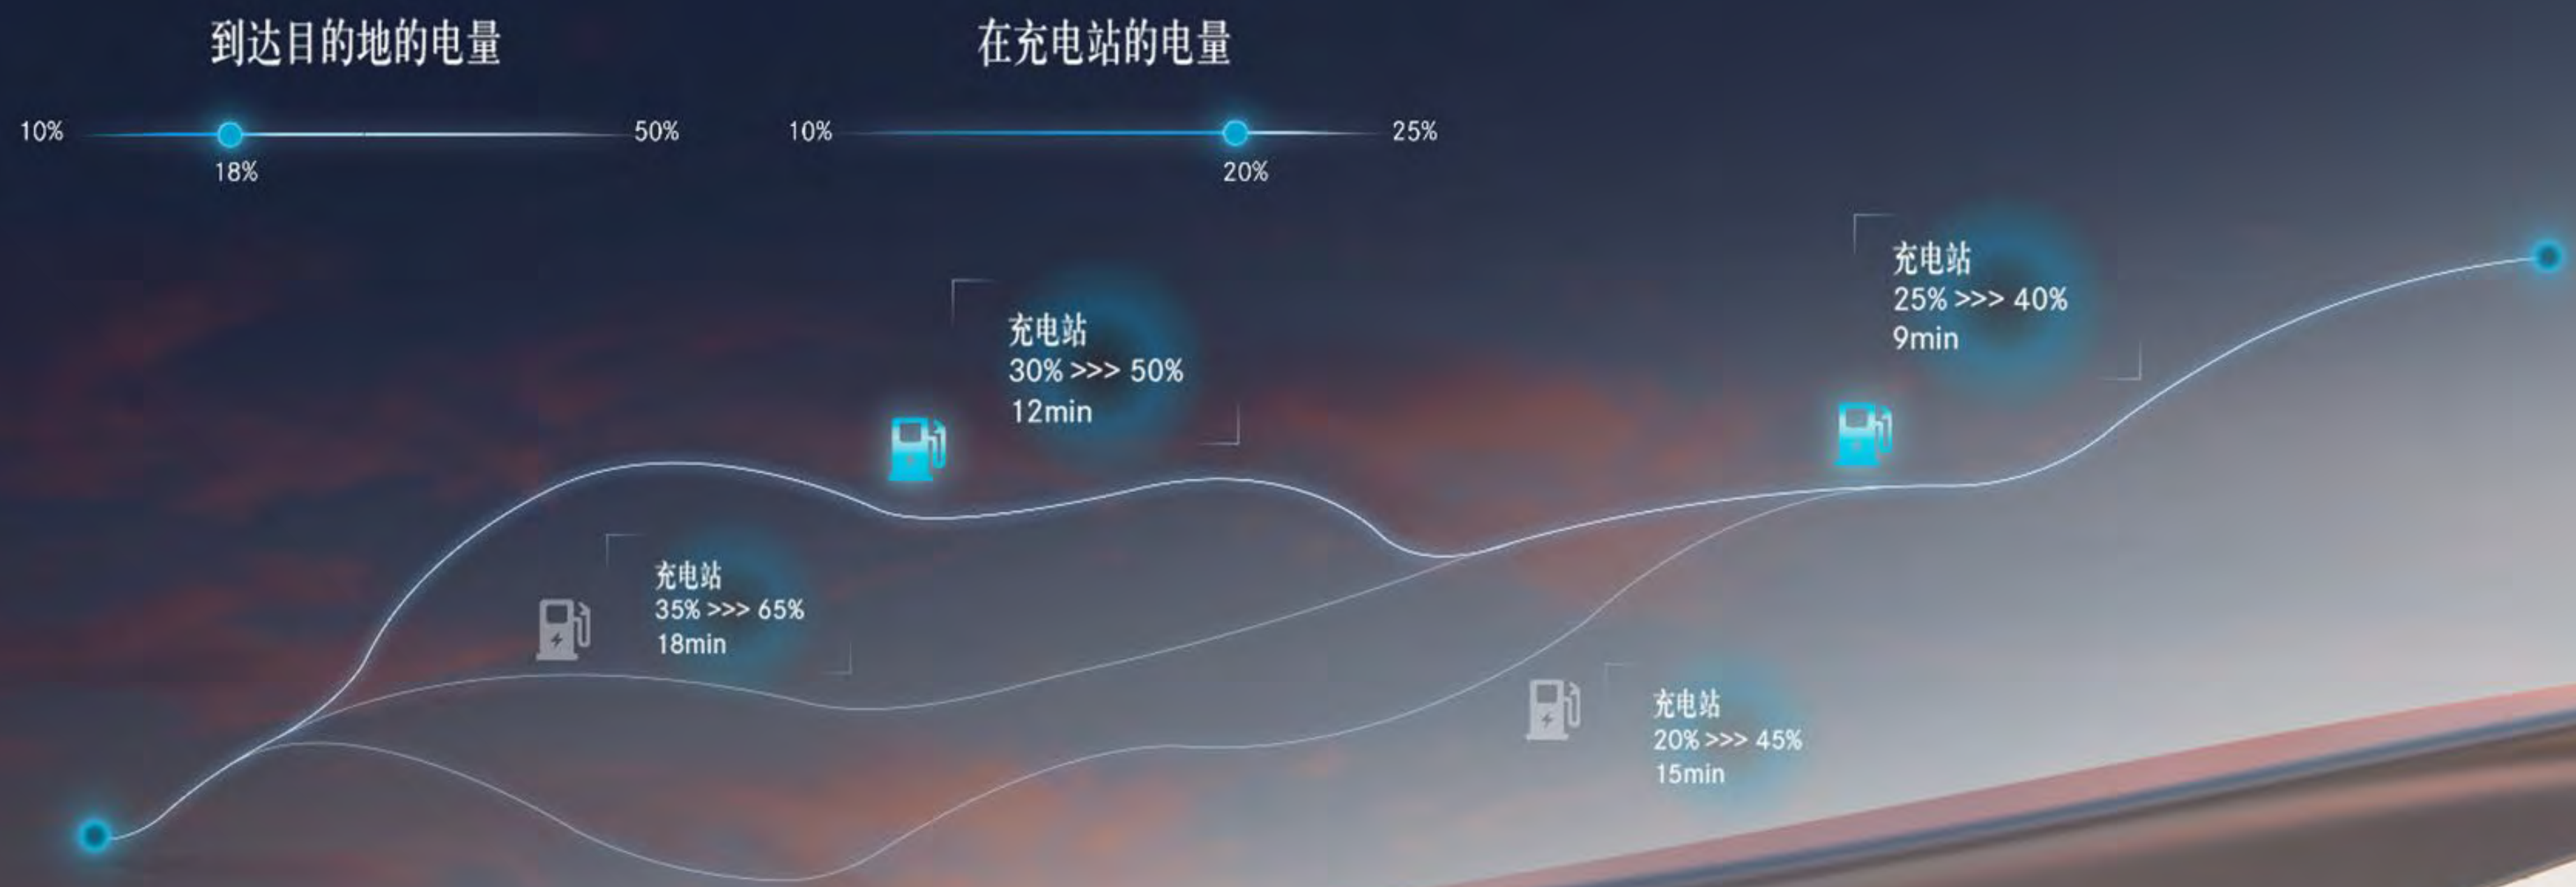 到达目的地的电量
10%
50%
18%
在充电站的电量
10%
25%
20%
充电站
25% >>> 40%
9min
充电站
30% >>> 50%
12min
充电站
35% >>> 65%
18min
充电站
20% >>> 45%
15min